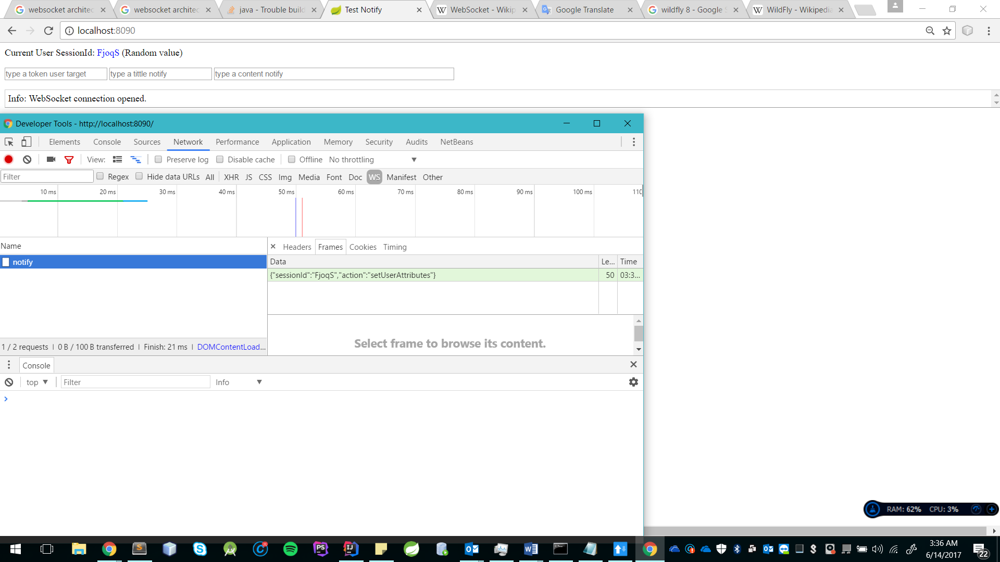 websocket architec
websocket architec
java - Trouble build
Test Notify
WebSocket - Wikip
Google Translate
wildfly 8 - Google S
WildFly - Wikipedia
localhost:8090
Current User SessionId: FjoqS (Random value)
type a token user target type a tittle notify type a content notify
Info: WebSocket connection opened.
Developer Tools - http://localhost:8090/
Elements Console Sources Network Performance Application Memory Security Audits NetBeans
View: Preserve log Disable cache Offline No throttling
Filter Regex Hide data URLs All XHR JS CSS Img Media Font Doc WS Manifest Other
10 ms 20 ms 30 ms 40 ms 50 ms 60 ms 70 ms 80 ms 90 ms 100 ms 110
Name
notify
Headers Frames Cookies Timing
Data Le... Time
{"sessionId":"FjoqS","action":"setUserAttributes"} 50 03:3...
Select frame to browse its content.
1 / 2 requests I 0 B / 100 B transferred I Finish: 21 ms I DOMContentLoad...
Console
top Filter Info
RAM: 62% CPU: 3%
3:36 AM
6/14/2017
22